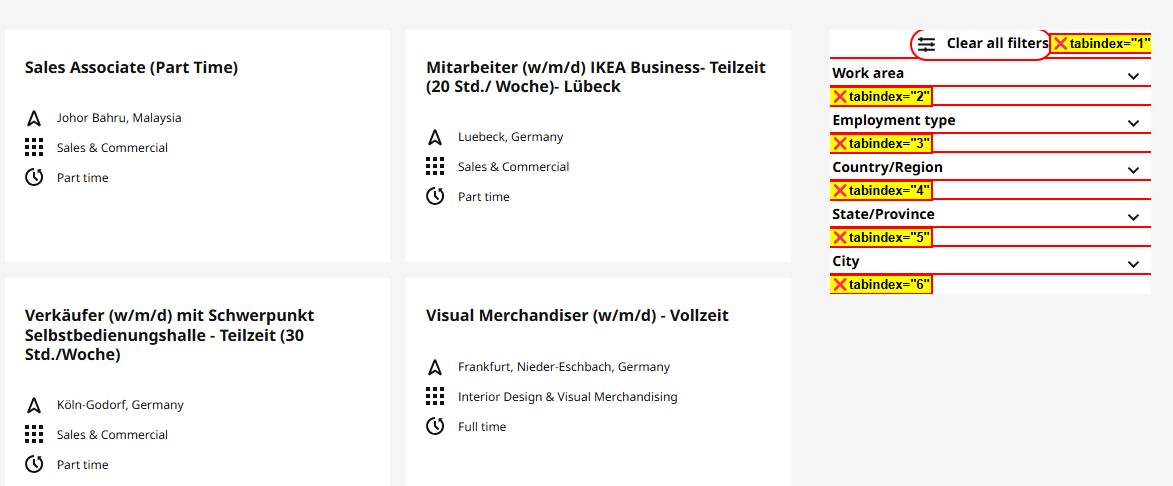 Sales Associate (Part Time)
Johor Bahru, Malaysia
Sales & Commercial
Part time
Mitarbeiter (w/m/d) IKEA Business- Teilzeit
(20 Std./ Woche)- Lübeck
Luebeck, Germany
Sales & Commercial
Part time
Verkäufer (w/m/d) mit Schwerpunkt
Selbstbedienungshalle - Teilzeit (30
Std./Woche)
Köln-Godorf, Germany
Sales & Commercial
Part time
Visual Merchandiser (w/m/d) - Vollzeit
Frankfurt, Nieder-Eschbach, Germany
Interior Design & Visual Merchandising
Full time
Clear all filters tabindex="1"
Work area
tabindex="2"
Employment type
tabindex="3"
Country/Region
tabindex="4"
State/Province
tabindex="5"
City
tabindex="6"